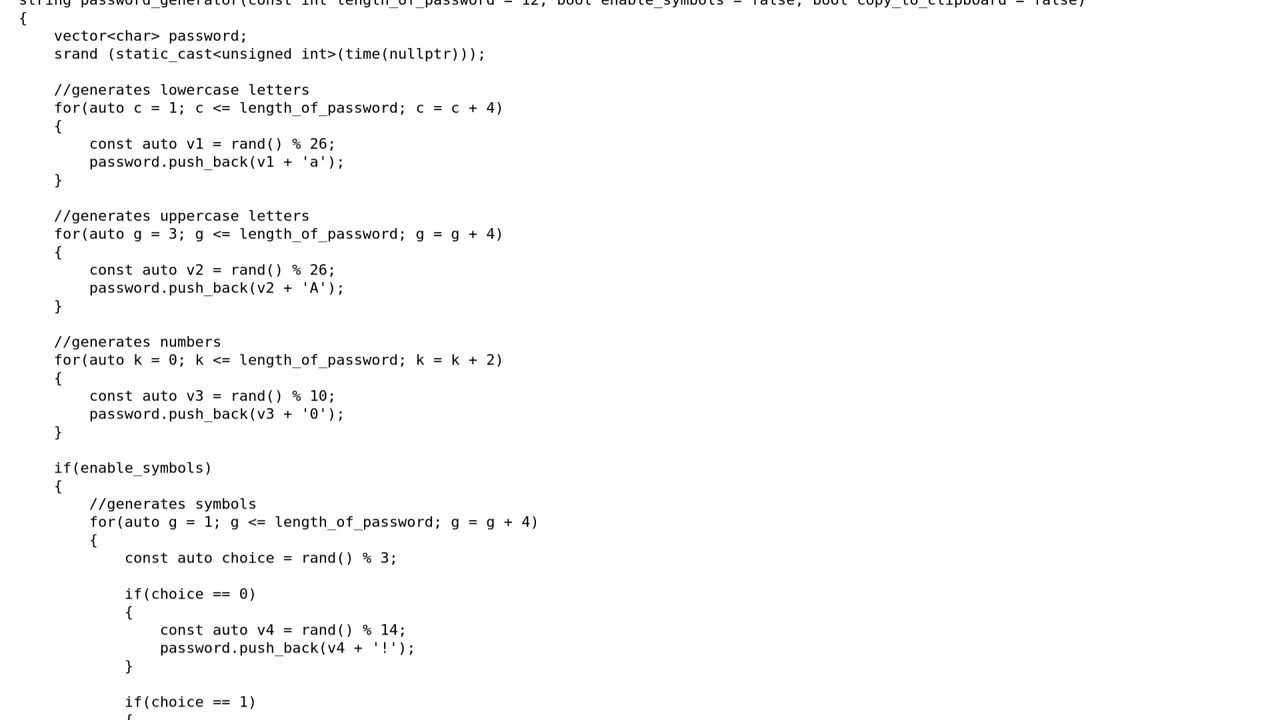 string password_generator(const int length_of_password = 12, bool enable_symbols = false, bool copy_to_clipboard = false)
{
    vector<char> password;
    srand (static_cast<unsigned int>(time(nullptr)));
    //generates lowercase letters
    for(auto c = 1; c <= length_of_password; c = c + 4)
    {
        const auto v1 = rand() % 26;
        password.push_back(v1 + 'a');
    }
    //generates uppercase letters
    for(auto g = 3; g <= length_of_password; g = g + 4)
    {
        const auto v2 = rand() % 26;
        password.push_back(v2 + 'A');
    }
    //generates numbers
    for(auto k = 0; k <= length_of_password; k = k + 2)
    {
        const auto v3 = rand() % 10;
        password.push_back(v3 + '0');
    }
    if(enable_symbols)
    {
        //generates symbols
        for(auto g = 1; g <= length_of_password; g = g + 4)
        {
            const auto choice = rand() % 3;
            if(choice == 0)
            {
                const auto v4 = rand() % 14;
                password.push_back(v4 + '!');
            }
            if(choice == 1)
            {